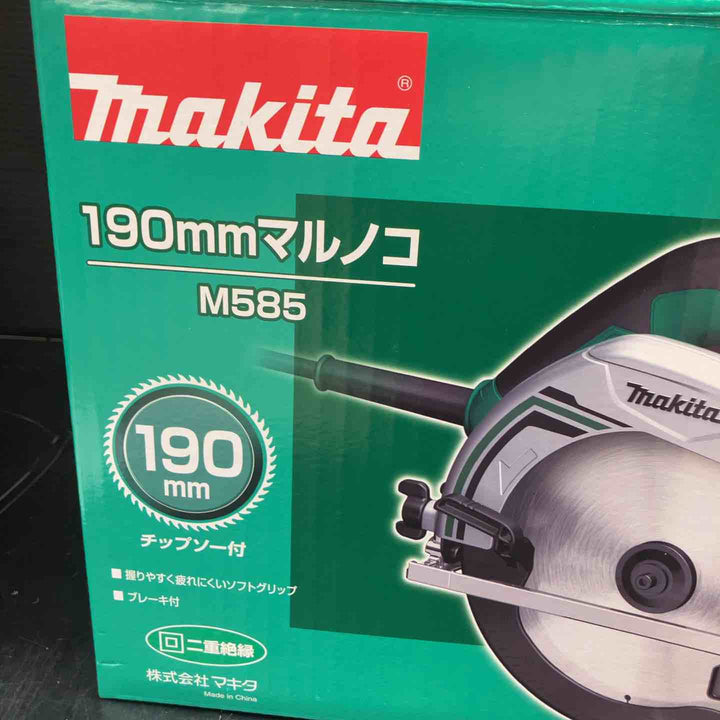 makita®
190mmマルノコ
M585
190
mm
チップソー付
■ 握りやすく疲れにくいソフトグリップ
■ ブレーキ付
回 二重絶縁
株式会社 マキタ
Made in China
makita